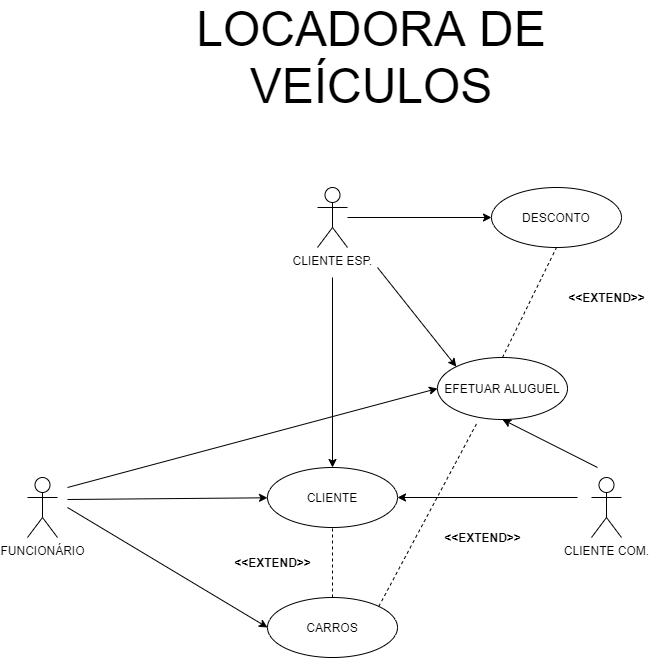 LOCADORA DE
VEÍCULOS
DESCONTO
CLIENTE ESP.
<<EXTEND>>
EFETUAR ALUGUEL
CLIENTE
<<EXTEND>>
FUNCIONÁRIO
CLIENTE COM.
<<EXTEND>>
CARROS